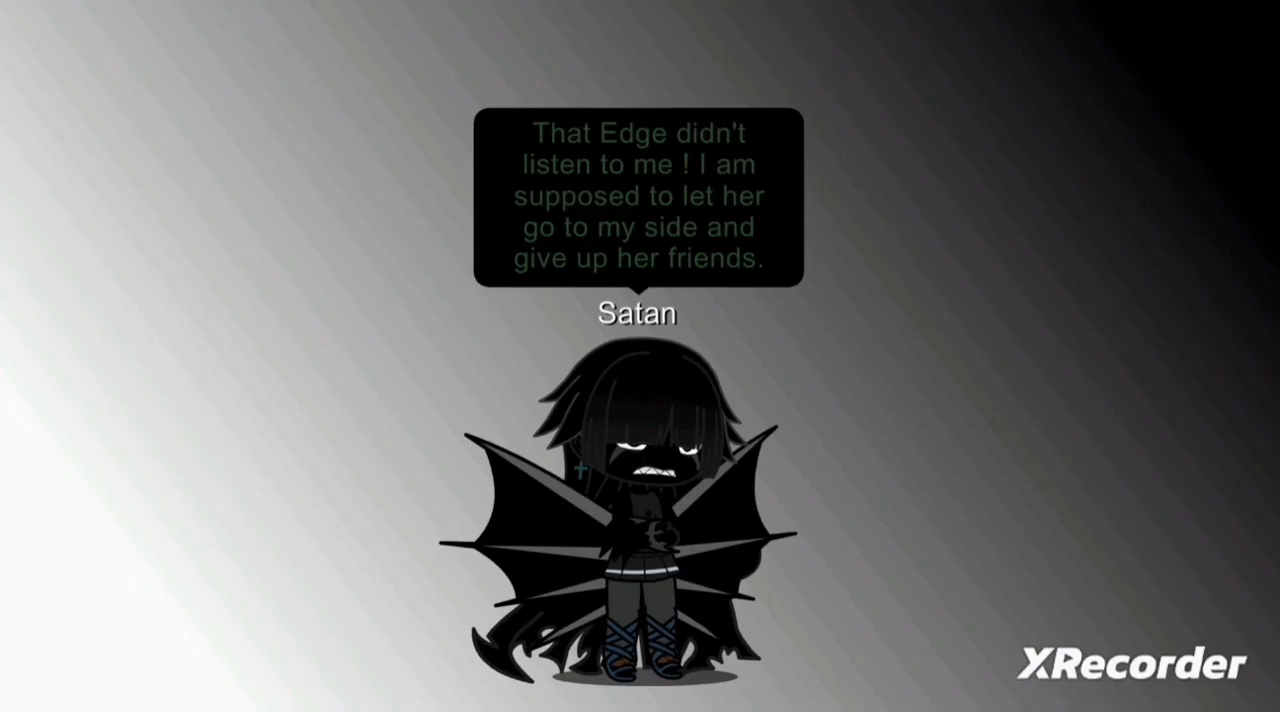 That Edge didn't
listen to me ! I am
supposed to let her
go to my side and
give up her friends.
Satan
XRecorder